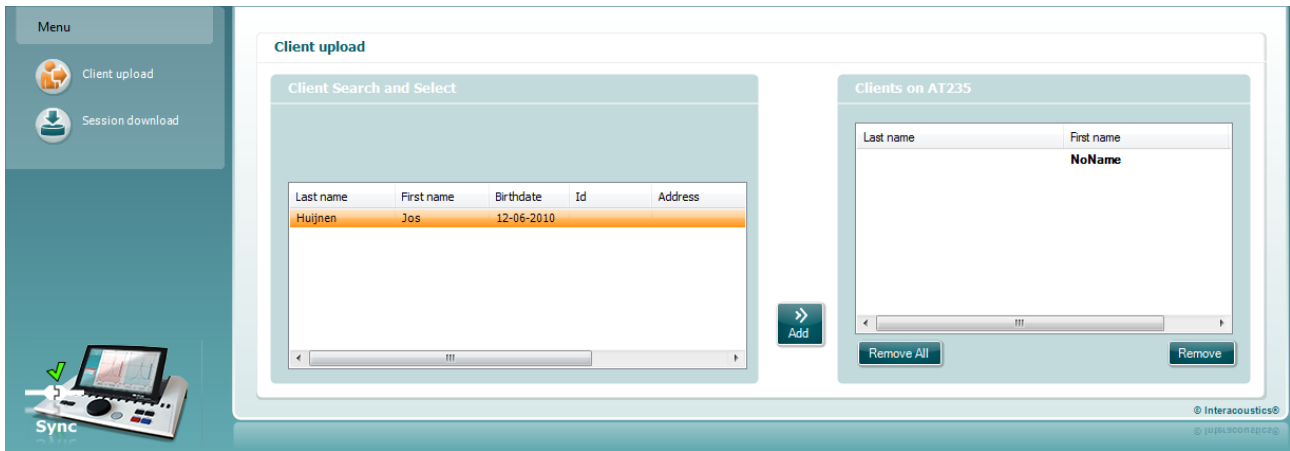 Menu
Client upload
Session download
Sync
Client upload
Client Search and Select
Last name First name Birthdate Id Address
Huijnen Jos 12-06-2010
Add
Clients on AT235
Last name First name
NoName
Remove All Remove
© Interacoustics®